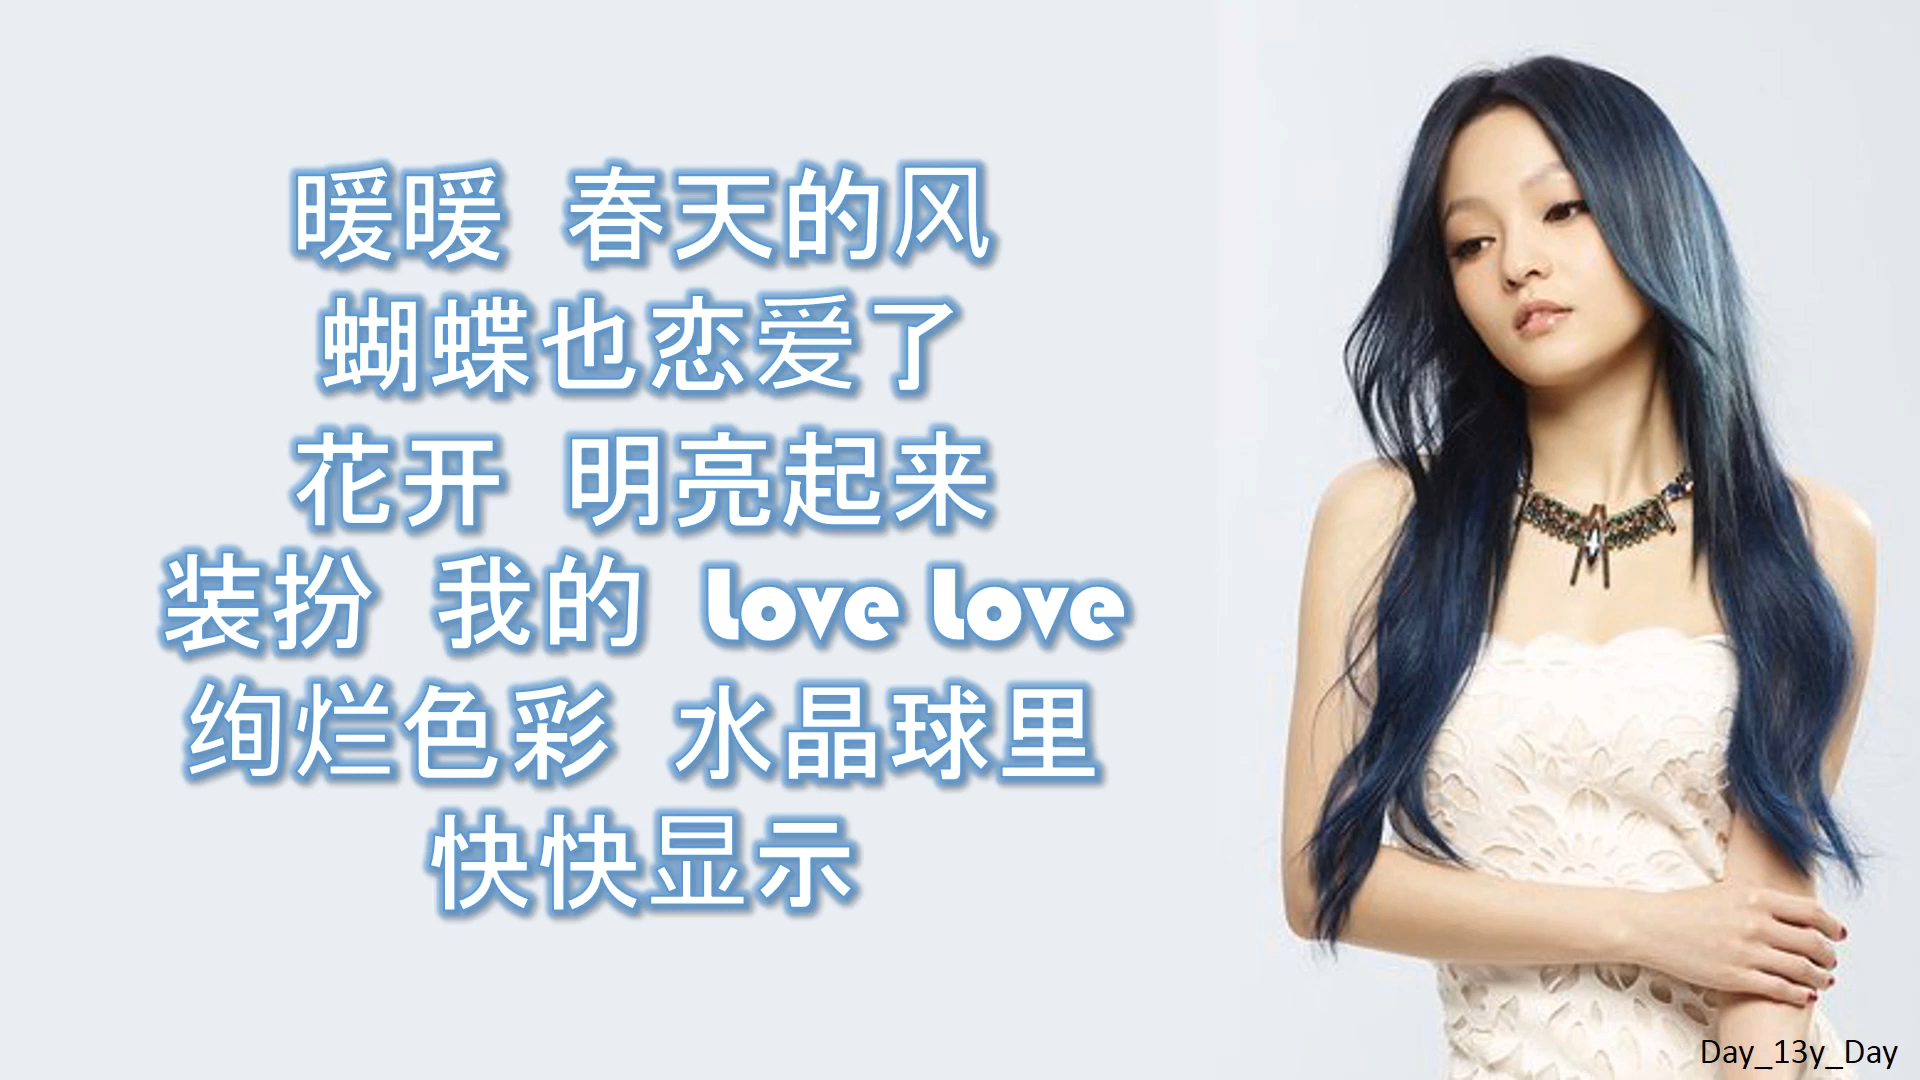 暖暖 春天的风
蝴蝶也恋爱了
花开 明亮起来
装扮 我的 Love Love
绚烂色彩 水晶球里
快快显示
Day_13y_Day